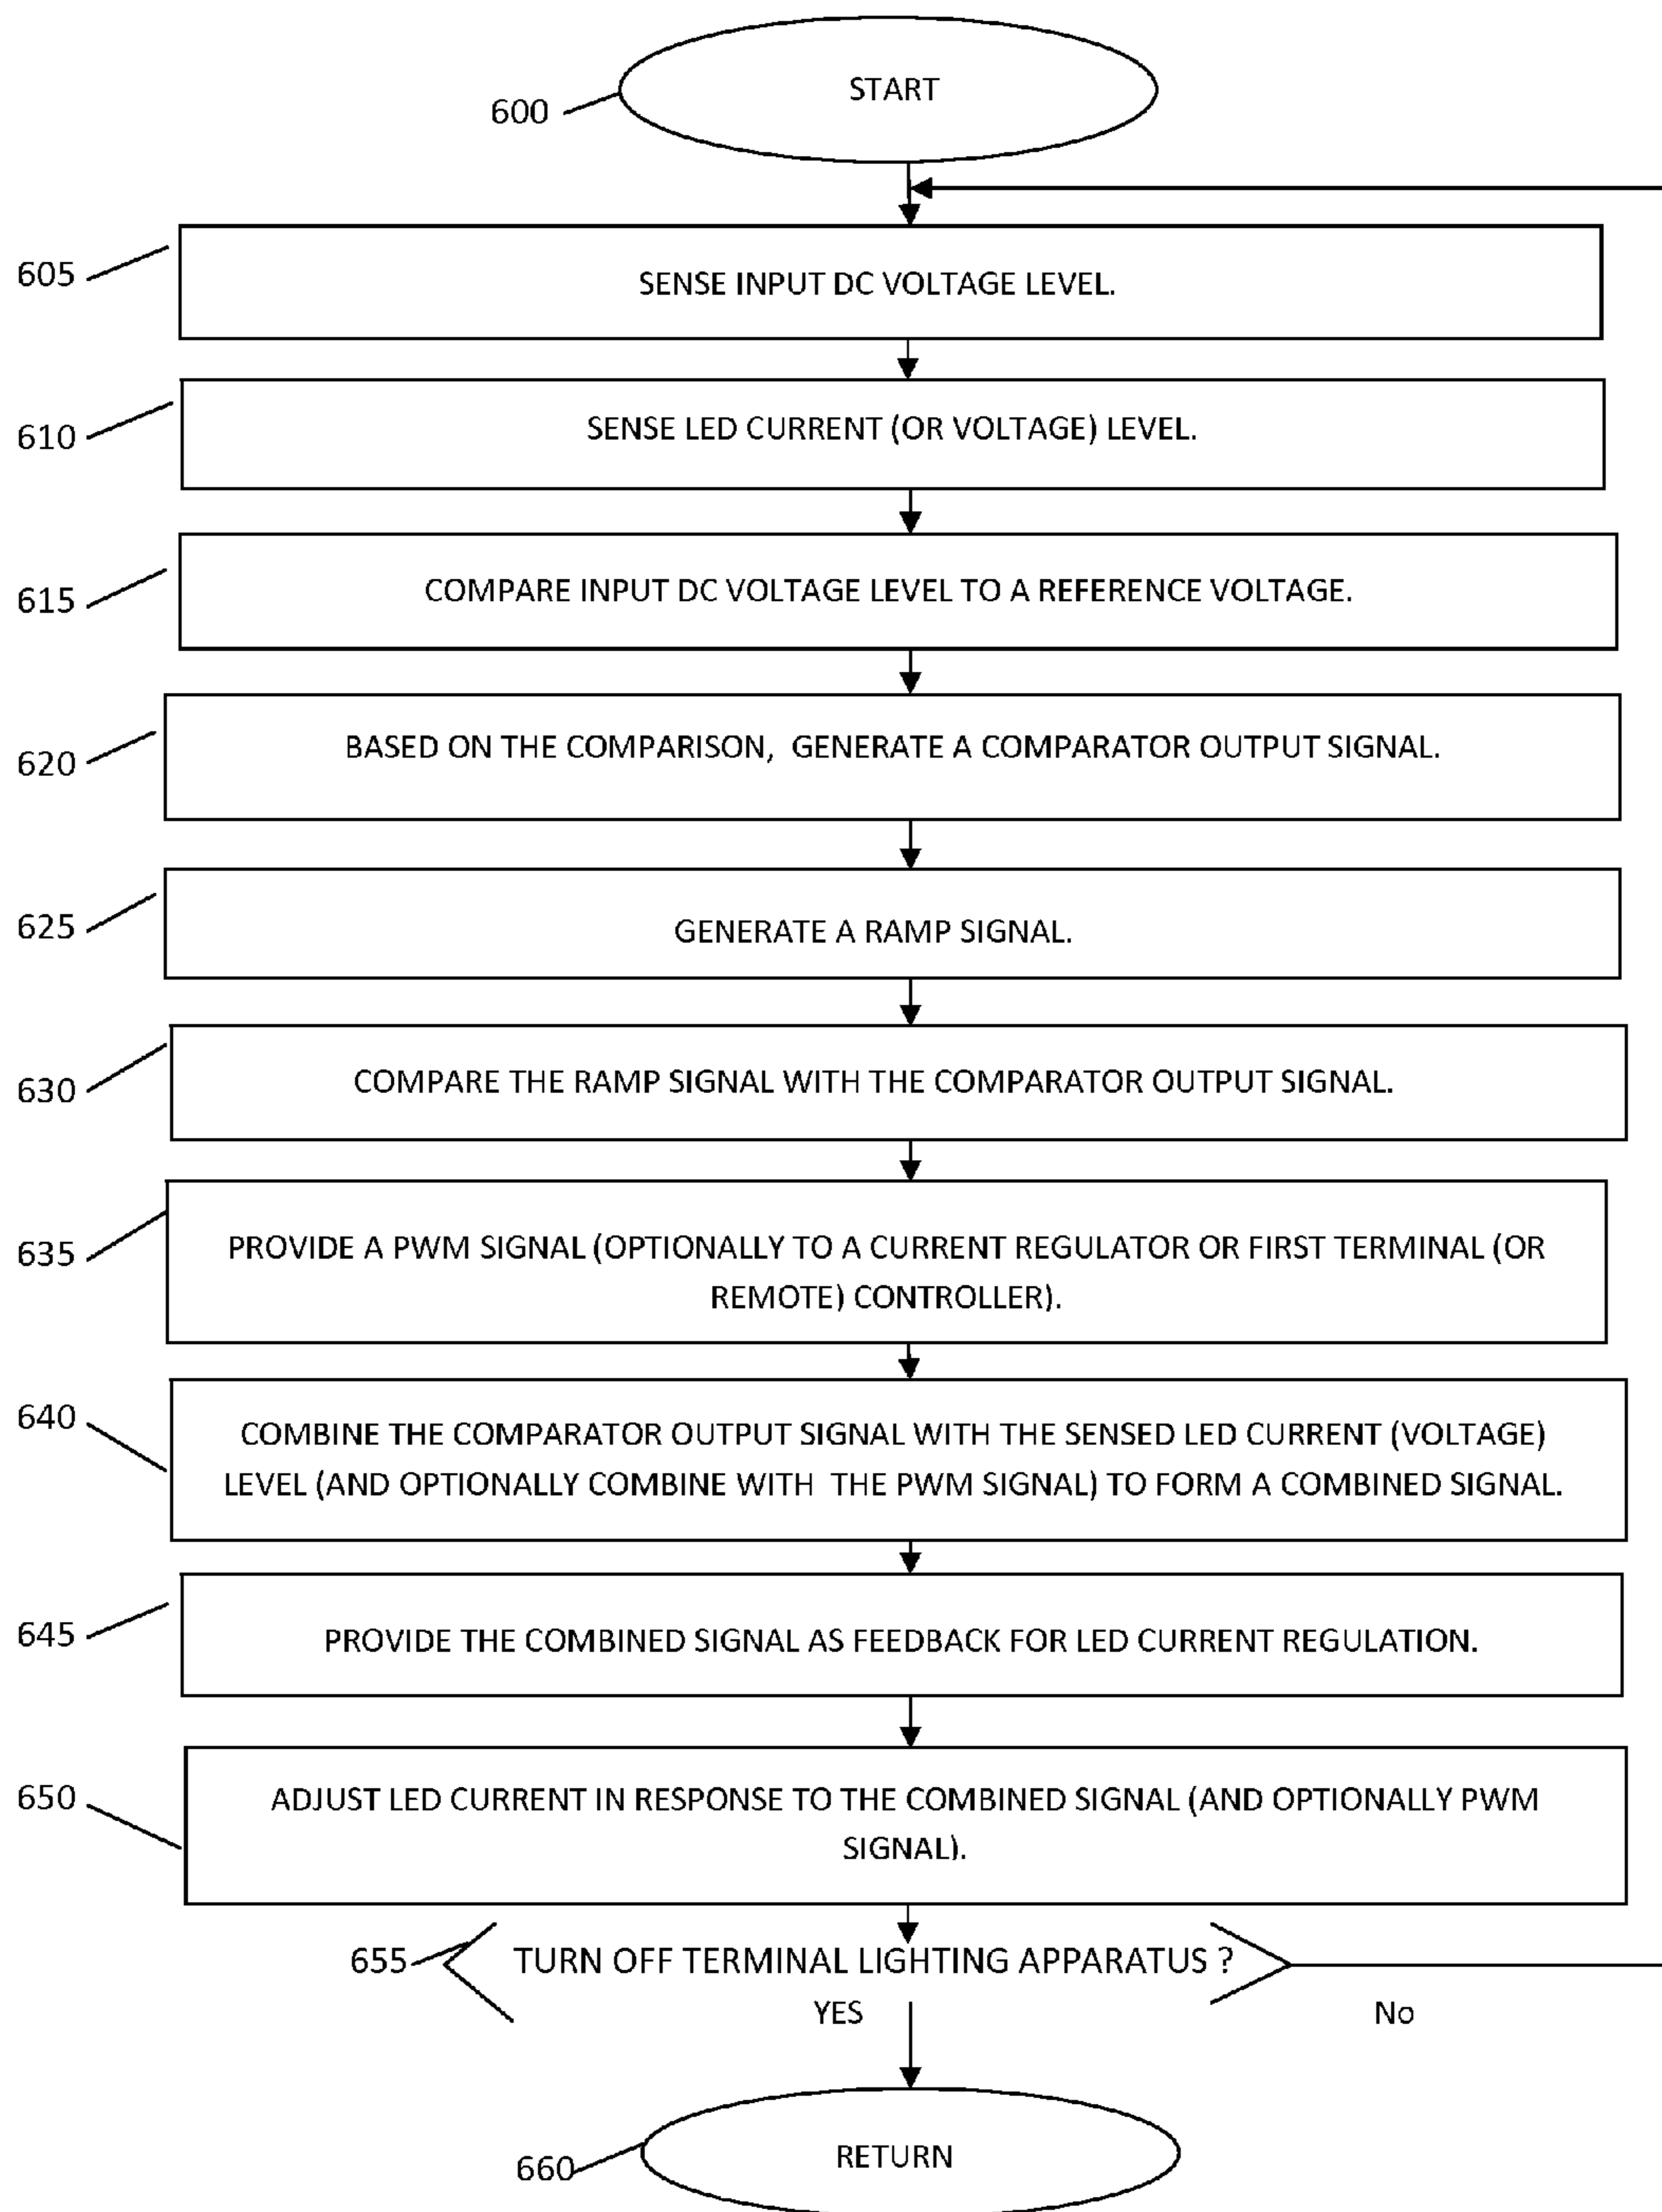 START
600
605
SENSE INPUT DC VOLTAGE LEVEL.
610
SENSE LED CURRENT (OR VOLTAGE) LEVEL.
615
COMPARE INPUT DC VOLTAGE LEVEL TO A REFERENCE VOLTAGE.
620
BASED ON THE COMPARISON,  GENERATE A COMPARATOR OUTPUT SIGNAL.
625
GENERATE A RAMP SIGNAL.
630
COMPARE THE RAMP SIGNAL WITH THE COMPARATOR OUTPUT SIGNAL.
635
PROVIDE A PWM SIGNAL (OPTIONALLY TO A CURRENT REGULATOR OR FIRST TERMINAL (OR
REMOTE) CONTROLLER).
640
COMBINE THE COMPARATOR OUTPUT SIGNAL WITH THE SENSED LED CURRENT (VOLTAGE)
LEVEL (AND OPTIONALLY COMBINE WITH  THE PWM SIGNAL) TO FORM A COMBINED SIGNAL.
645
PROVIDE THE COMBINED SIGNAL AS FEEDBACK FOR LED CURRENT REGULATION.
650
ADJUST LED CURRENT IN RESPONSE TO THE COMBINED SIGNAL (AND OPTIONALLY PWM
SIGNAL).
655
TURN OFF TERMINAL LIGHTING APPARATUS ?
YES
No
660
RETURN